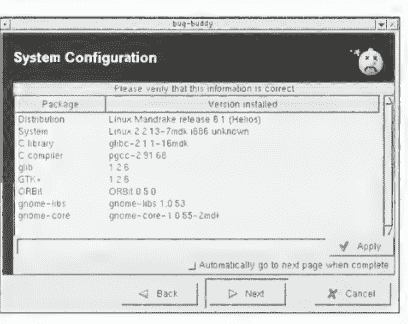 bug-buddy
System Configuration
Please verify that this information is correct
Package Version installed
Distribution Linux Mandrake release 6.1 (Helios)
System Linux 2.2.13-7mdk i686 unknown
C library glibc-2.1.1-16mdk
C compiler pgcc-2.91.66
glib 1.2.6
GTK+ 1.2.6
ORBit ORBit 0.5.0
gnome-libs gnome-libs 1.0.53
gnome-core gnome-core-1.0.55-2mdk
Apply
Automatically go to next page when complete
Back Next Cancel